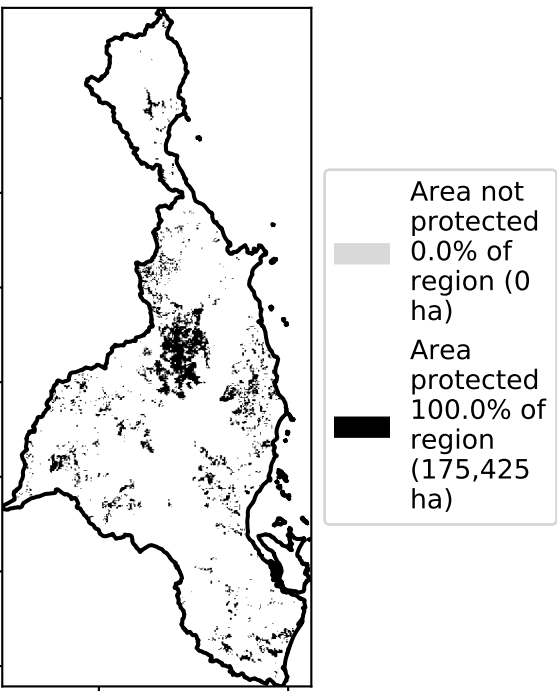 Area not
protected
0.0% of
region (0
ha)
Area
protected
100.0% of
region
(175,425
ha)